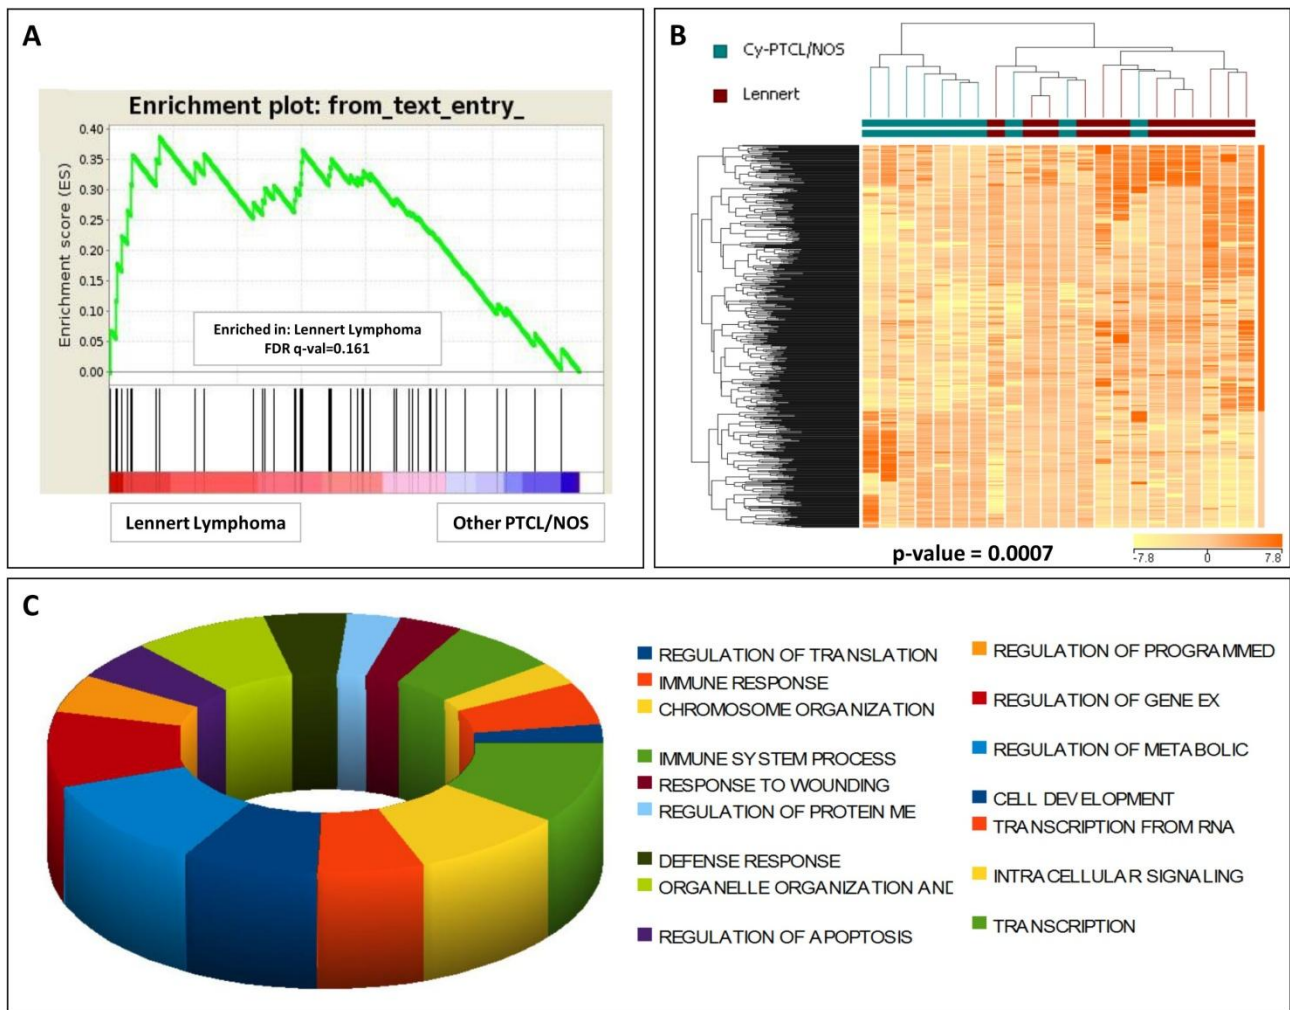 A
Enrichment plot: from_text_entry_
Enrichment score (ES)
0.40
0.35
0.30
0.25
0.20
0.15
0.10
0.05
0.00
Enriched in: Lennert Lymphoma
FDR q-val=0.161
Lennert Lymphoma
Other PTCL/NOS
B
Cy-PTCL/NOS
Lennert
p-value = 0.0007
-7.8 0 7.8
C
REGULATION OF TRANSLATION
IMMUNE RESPONSE
CHROMOSOME ORGANIZATION
IMMUNE SYSTEM PROCESS
RESPONSE TO WOUNDING
REGULATION OF PROTEIN ME
DEFENSE RESPONSE
ORGANELLE ORGANIZATION AND
REGULATION OF APOPTOSIS
REGULATION OF PROGRAMMED
REGULATION OF GENE EX
REGULATION OF METABOLIC
CELL DEVELOPMENT
TRANSCRIPTION FROM RNA
INTRACELLULAR SIGNALING
TRANSCRIPTION